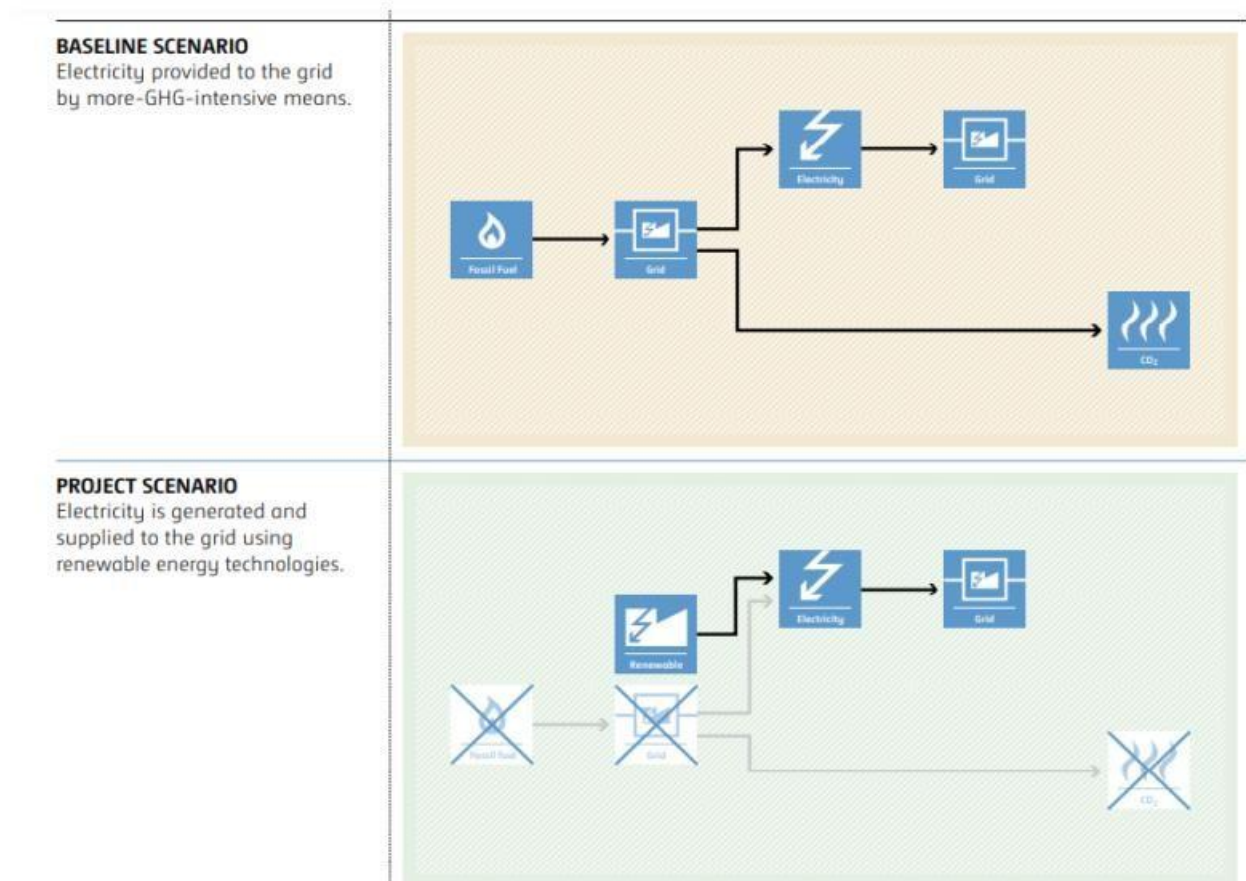 BASELINE SCENARIO
Electricity provided to the grid
by more-GHG-intensive means.
Electricity
Grid
Fossil Fuel
Grid
CO₂
PROJECT SCENARIO
Electricity is generated and
supplied to the grid using
renewable energy technologies.
Electricity
Grid
Renewable
Fossil Fuel
Grid
CO₂